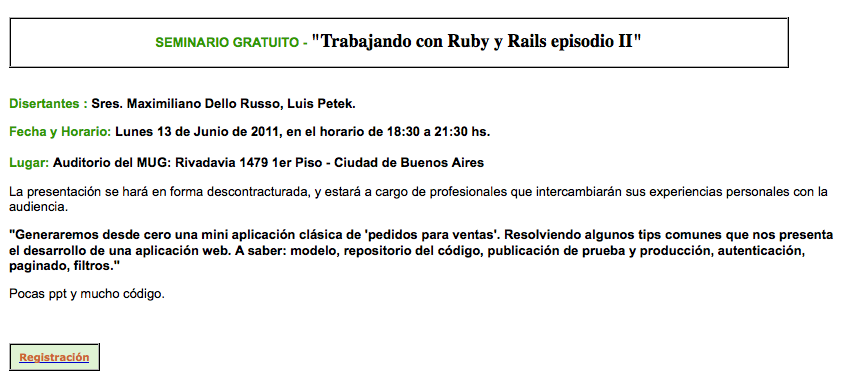 SEMINARIO GRATUITO - "Trabajando con Ruby y Rails episodio II"
Disertantes : Sres. Maximiliano Dello Russo, Luis Petek.
Fecha y Horario: Lunes 13 de Junio de 2011, en el horario de 18:30 a 21:30 hs.
Lugar: Auditorio del MUG: Rivadavia 1479 1er Piso - Ciudad de Buenos Aires
La presentación se hará en forma descontracturada, y estará a cargo de profesionales que intercambiarán sus experiencias personales con la
audiencia.
"Generaremos desde cero una mini aplicación clásica de 'pedidos para ventas'. Resolviendo algunos tips comunes que nos presenta
el desarrollo de una aplicación web. A saber: modelo, repositorio del código, publicación de prueba y producción, autenticación,
paginado, filtros."
Pocas ppt y mucho código.
Registración